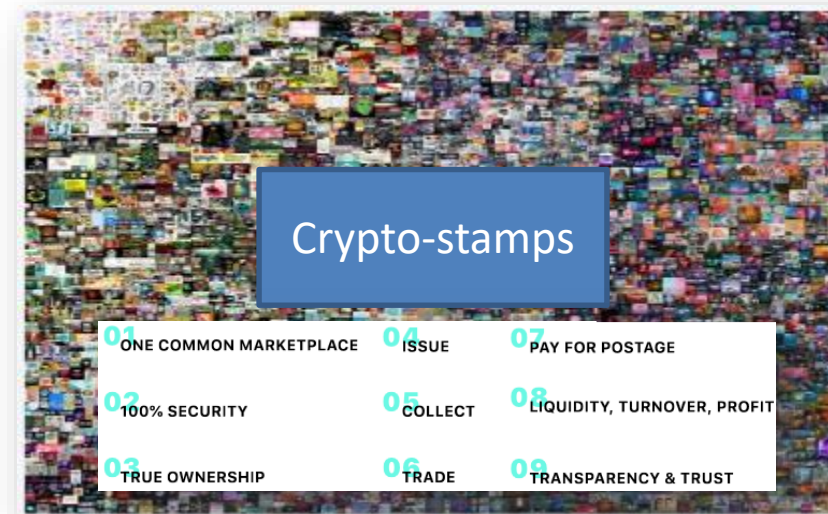 Crypto-stamps
01 ONE COMMON MARKETPLACE
02 100% SECURITY
03 TRUE OWNERSHIP
04 ISSUE
05 COLLECT
06 TRADE
07 PAY FOR POSTAGE
08 LIQUIDITY, TURNOVER, PROFIT
09 TRANSPARENCY & TRUST